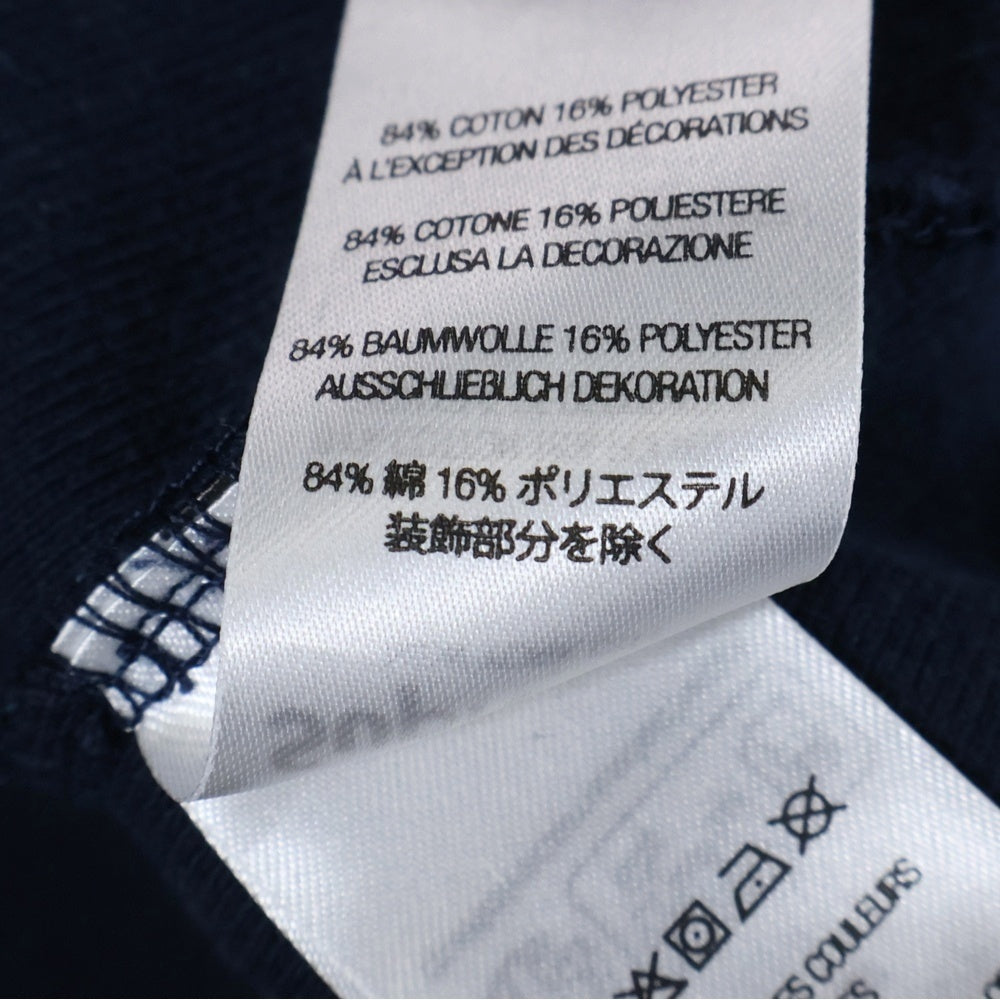 84% COTON 16% POLYESTER
À L'EXCEPTION DES DÉCORATIONS
84% COTONE 16% POLIESTERE
ESCLUSA LA DECORAZIONE
84% BAUMWOLLE 16% POLYESTER
AUSSCHLIEBLICH DEKORATION
84% 綿 16% ポリエステル
装飾部分を除く
COULEURS